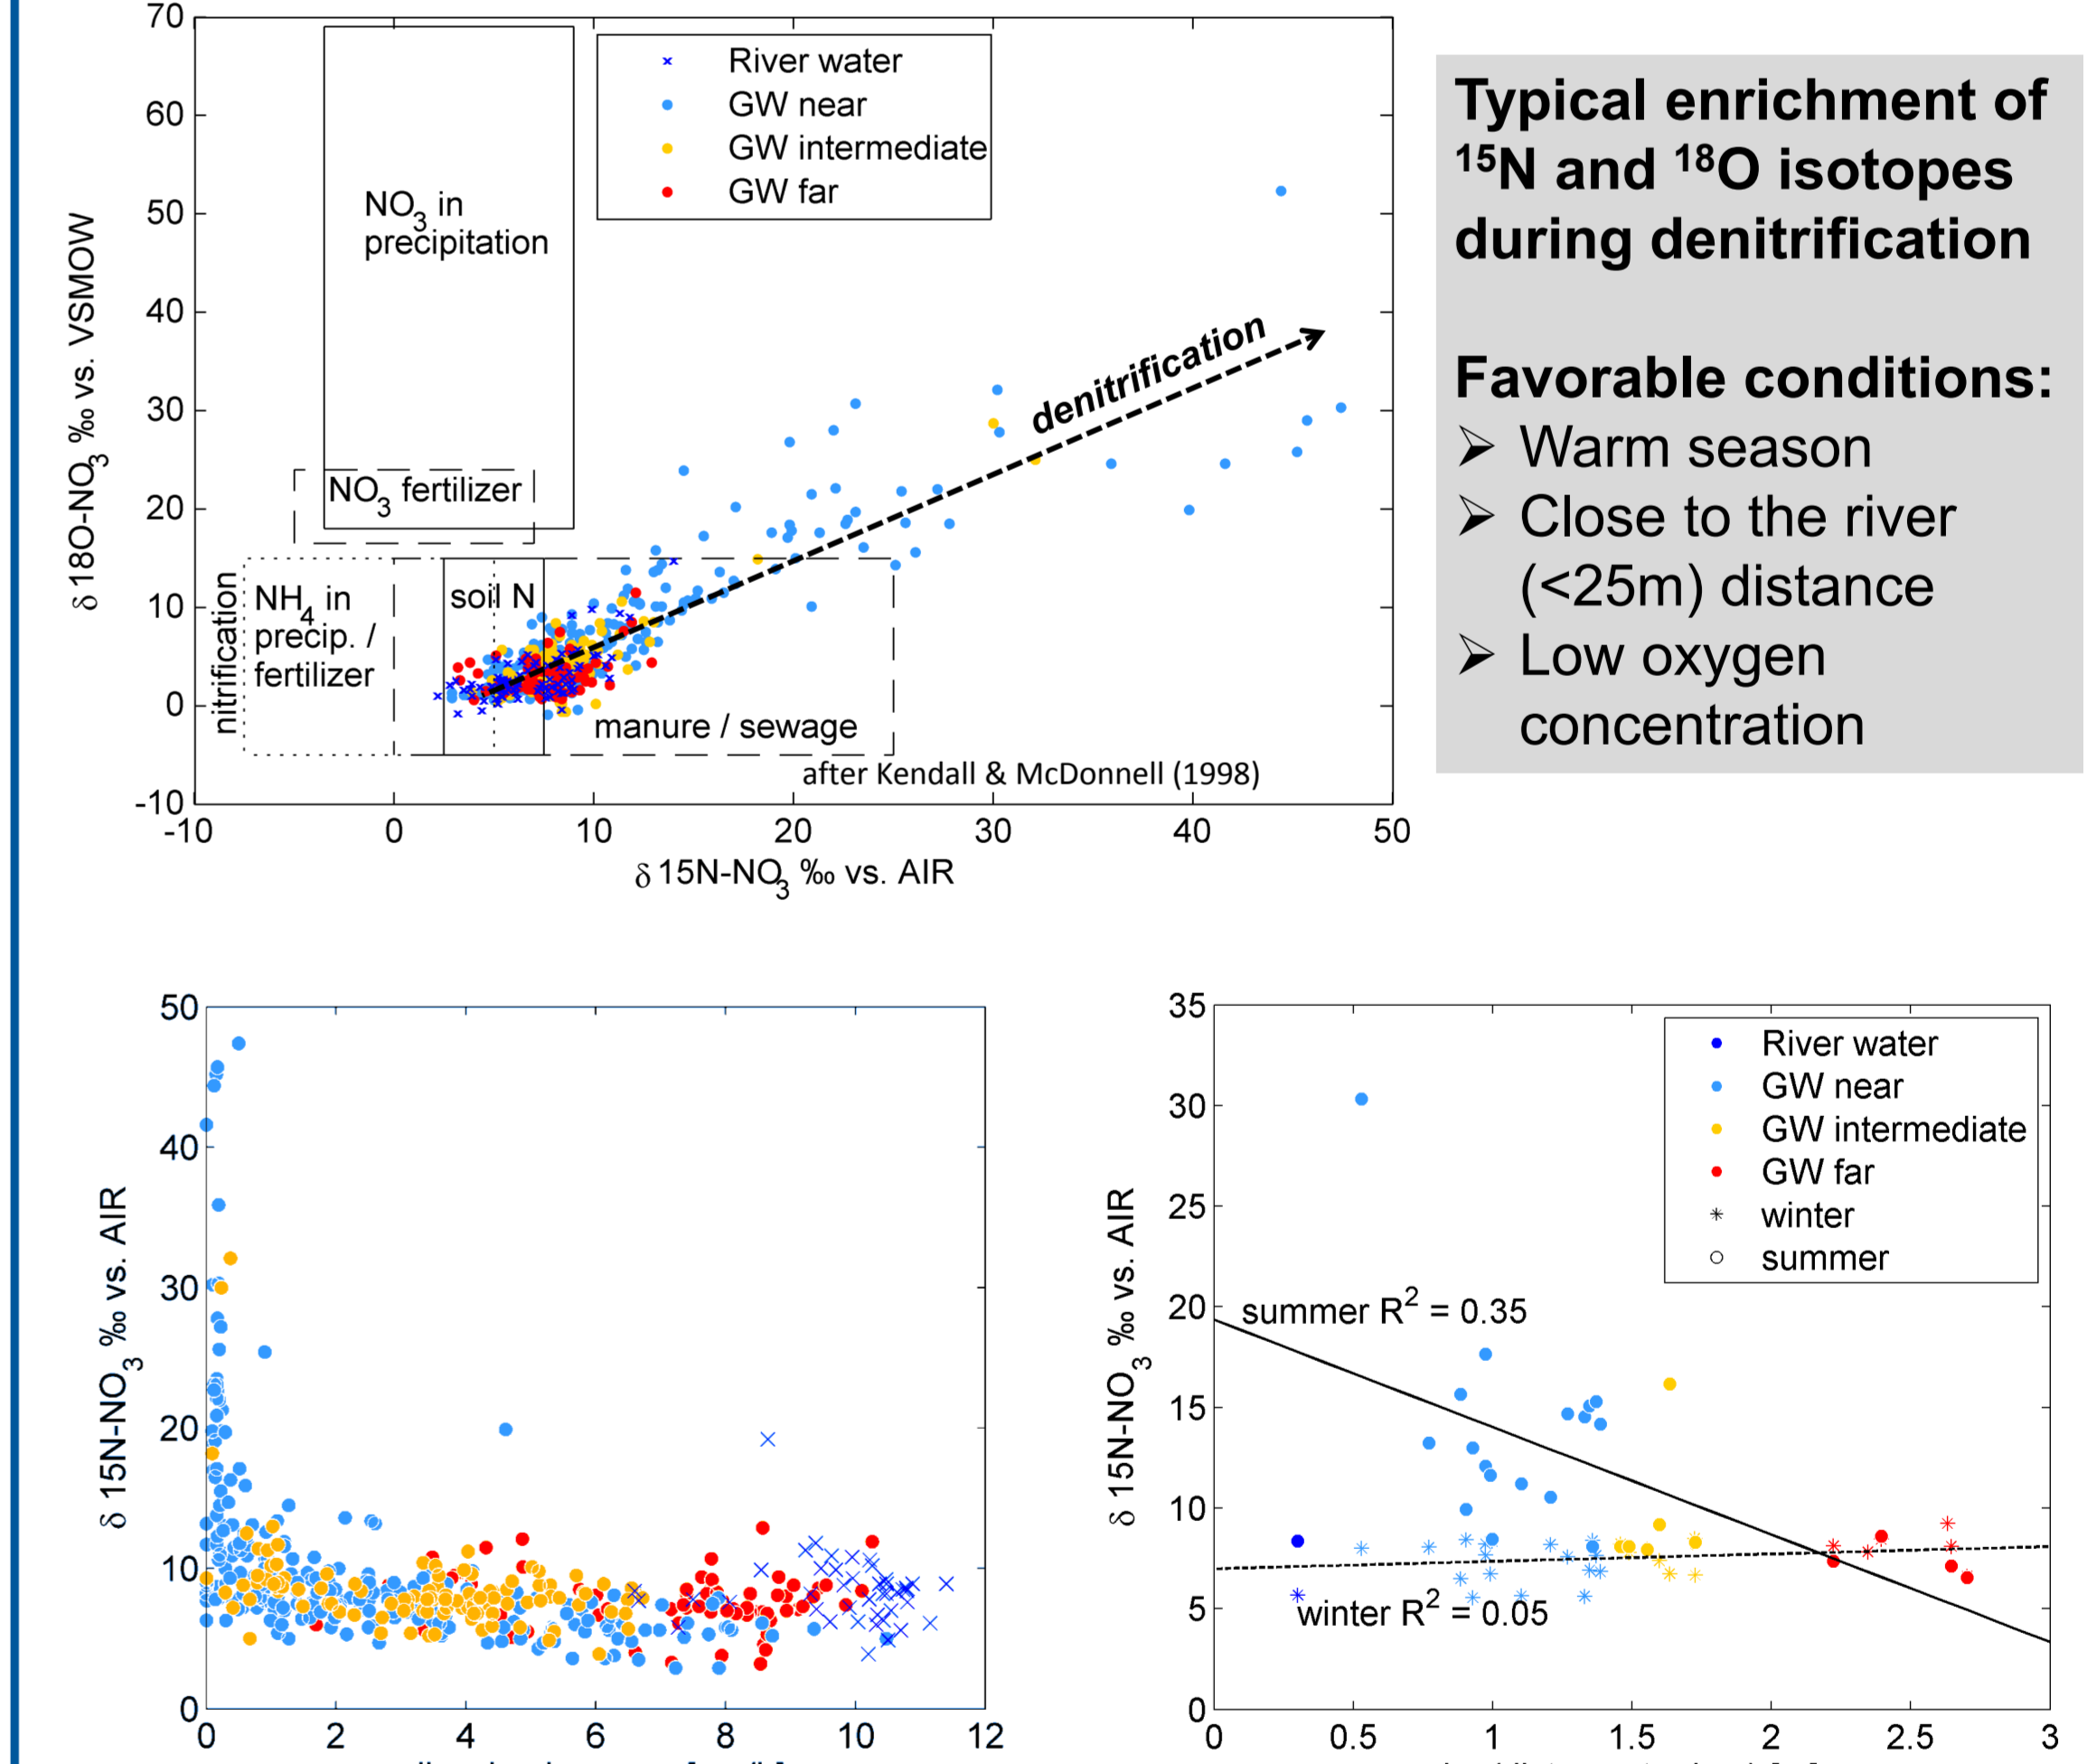 70
60
50
40
30
20
10
0
-10
-10
0
10
20
30
40
50
δ 18O-NO3 ‰ vs. VSMOW
δ 15N-NO3 ‰ vs. AIR
River water
GW near
GW intermediate
GW far
NO3 in
precipitation
NO3 fertilizer
nitrification
NH4 in
precip. /
fertilizer
soil N
manure / sewage
denitrification
after Kendall & McDonnell (1998)
Typical enrichment of
15N and 18O isotopes
during denitrification
Favorable conditions:
➢ Warm season
➢ Close to the river
(<25m) distance
➢ Low oxygen
concentration
50
40
30
20
10
0
0
2
4
6
8
10
12
δ 15N-NO3 ‰ vs. AIR
35
30
25
20
15
10
5
0
0
0.5
1
1.5
2
2.5
3
δ 15N-NO3 ‰ vs. AIR
River water
GW near
GW intermediate
GW far
winter
summer
summer R2 = 0.35
winter R2 = 0.05